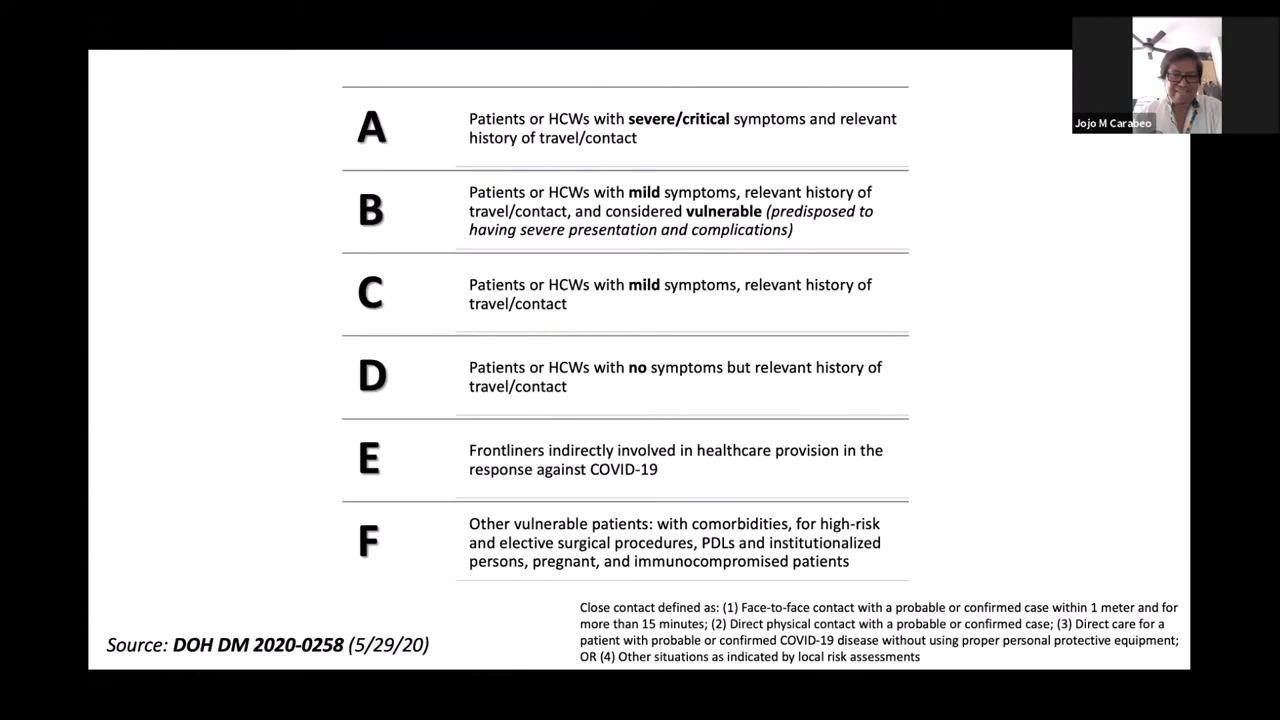 A
Patients or HCWs with severe/critical symptoms and relevant
history of travel/contact
B
Patients or HCWs with mild symptoms, relevant history of
travel/contact, and considered vulnerable (predisposed to
having severe presentation and complications)
C
Patients or HCWs with mild symptoms, relevant history of
travel/contact
D
Patients or HCWs with no symptoms but relevant history of
travel/contact
E
Frontliners indirectly involved in healthcare provision in the
response against COVID-19
F
Other vulnerable patients: with comorbidities, for high-risk
and elective surgical procedures, PDLs and institutionalized
persons, pregnant, and immunocompromised patients
Close contact defined as: (1) Face-to-face contact with a probable or confirmed case within 1 meter and for
more than 15 minutes; (2) Direct physical contact with a probable or confirmed case; (3) Direct care for a
patient with probable or confirmed COVID-19 disease without using proper personal protective equipment;
OR (4) Other situations as indicated by local risk assessments
Source: DOH DM 2020-0258 (5/29/20)
Jojo M Carabeo